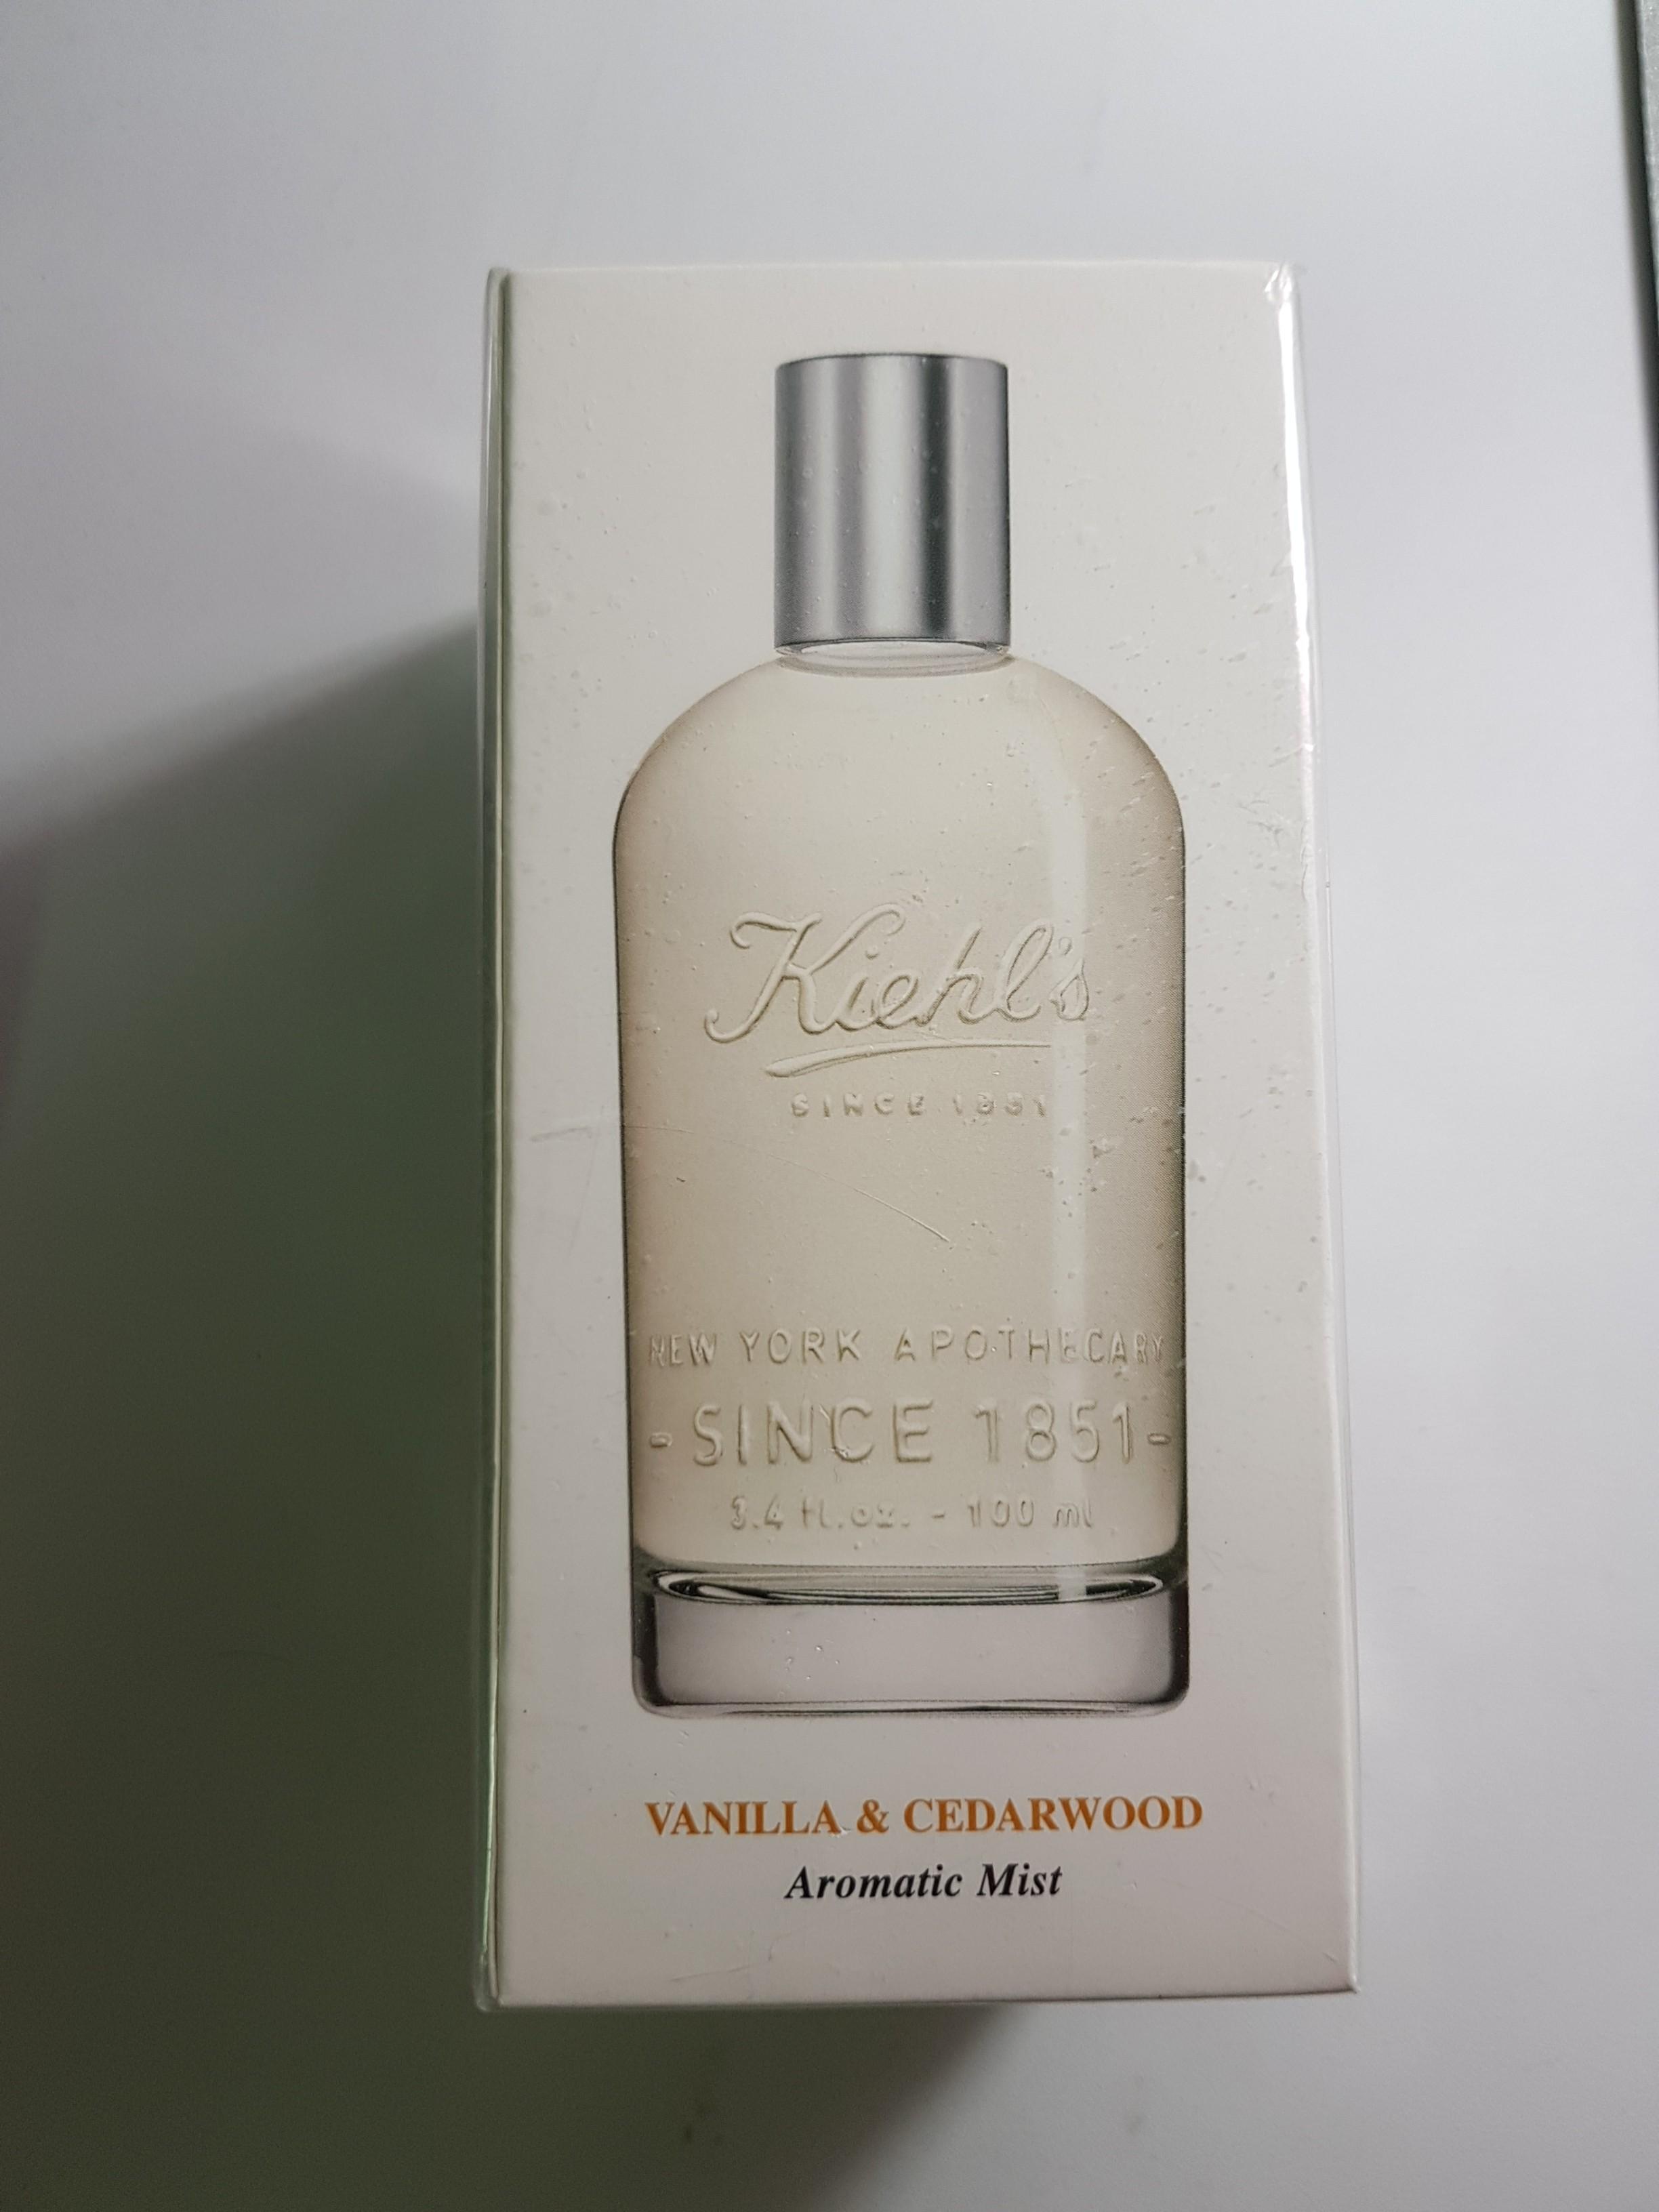 Kiehl's
SINCE 1851
NEW YORK APOTHECARY
-SINCE 1851-
3.4 fl.oz. - 100 ml
VANILLA & CEDARWOOD
Aromatic Mist